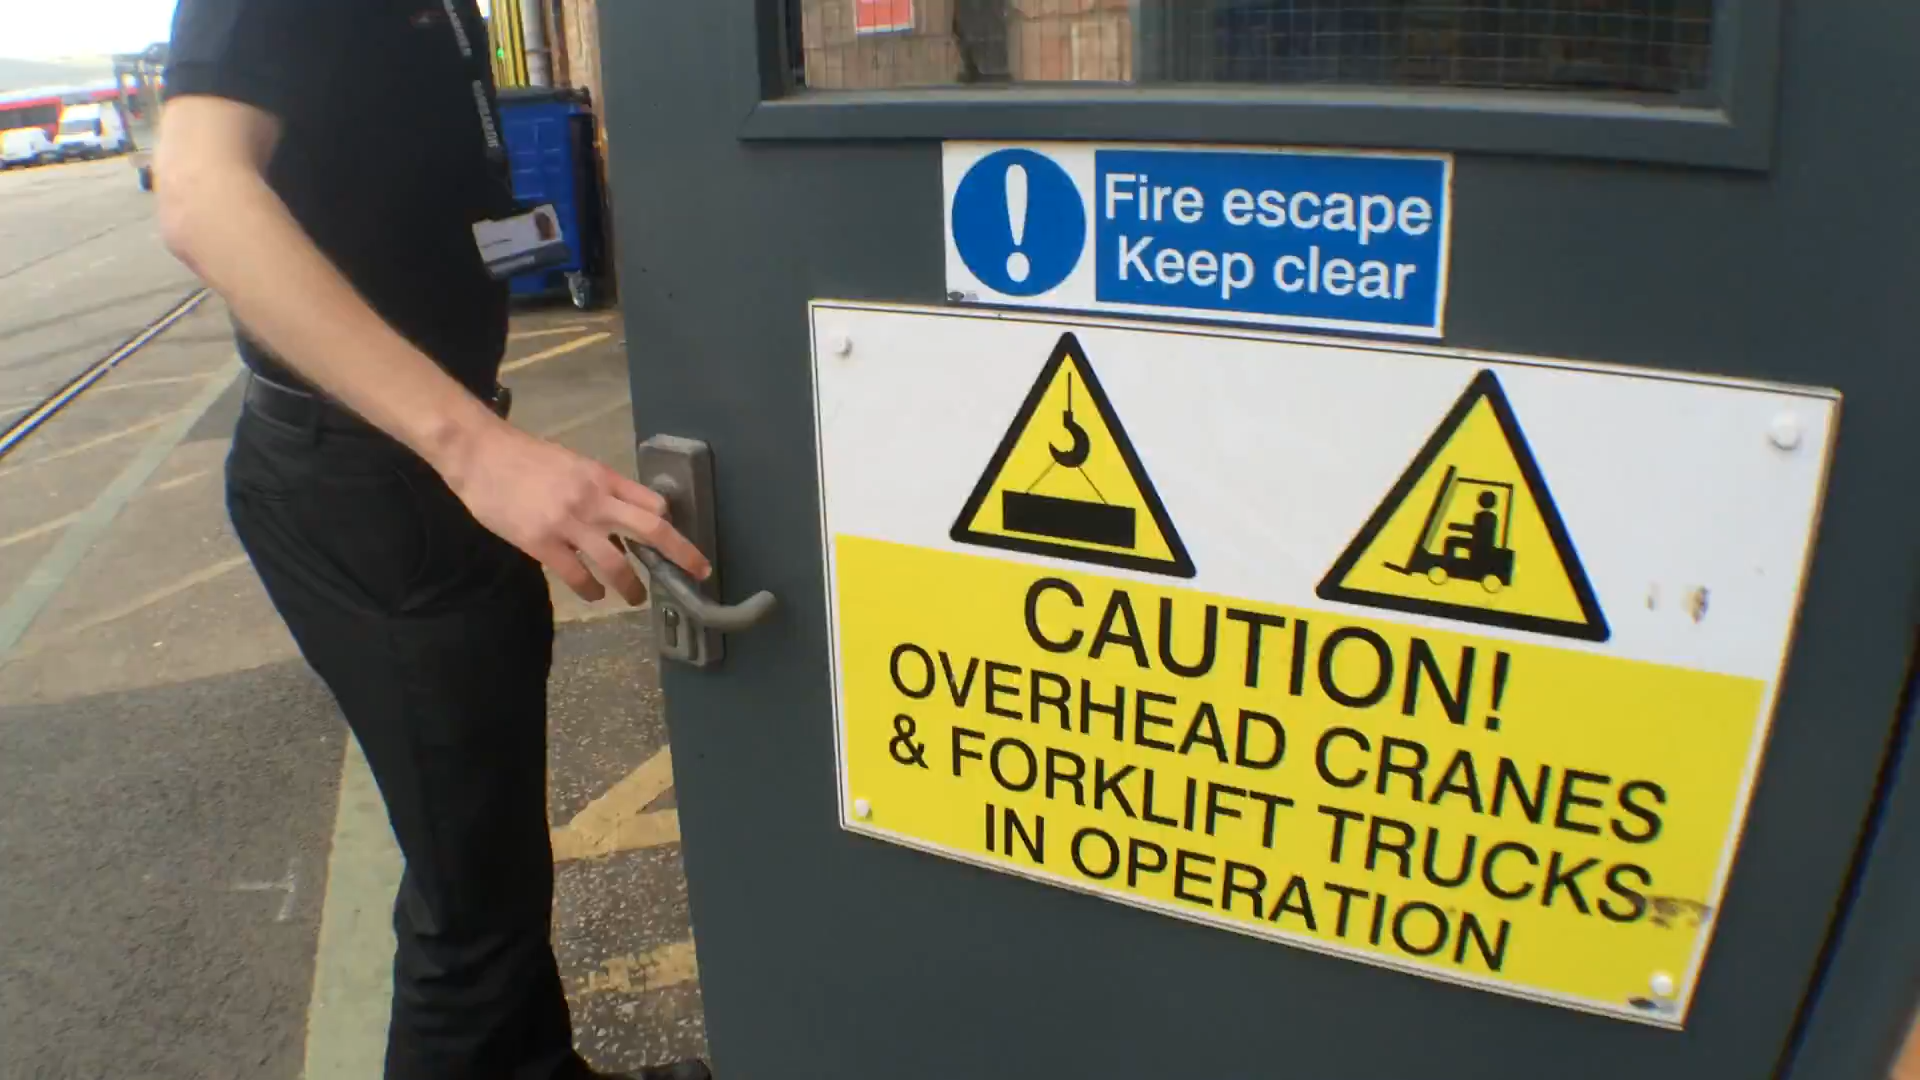 Fire escape
Keep clear
CAUTION!
OVERHEAD CRANES
& FORKLIFT TRUCKS
IN OPERATION